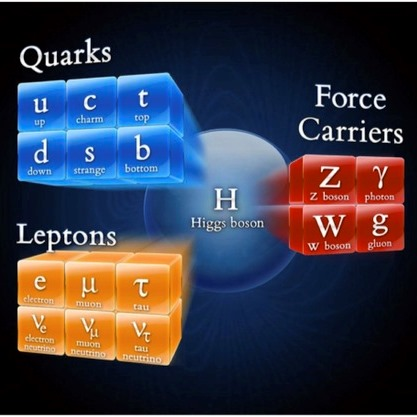 Quarks
u
up
c
charm
t
top
d
down
s
strange
b
bottom
Force
Carriers
Z
Z boson
γ
photon
W
W boson
g
gluon
H
Higgs boson
Leptons
e
electron
μ
muon
τ
tau
νe
electron
neutrino
νμ
muon
neutrino
ντ
tau
neutrino